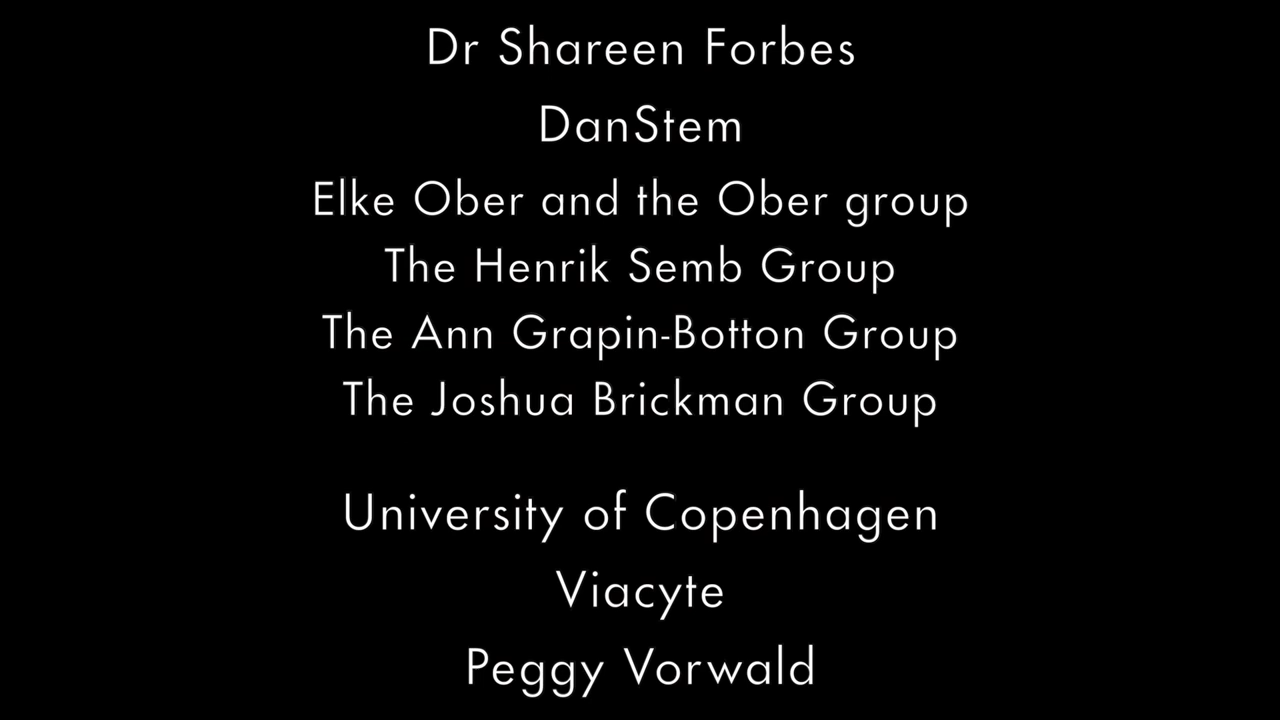 Dr Shareen Forbes
DanStem
Elke Ober and the Ober group
The Henrik Semb Group
The Ann Grapin-Botton Group
The Joshua Brickman Group
University of Copenhagen
Viacyte
Peggy Vorwald